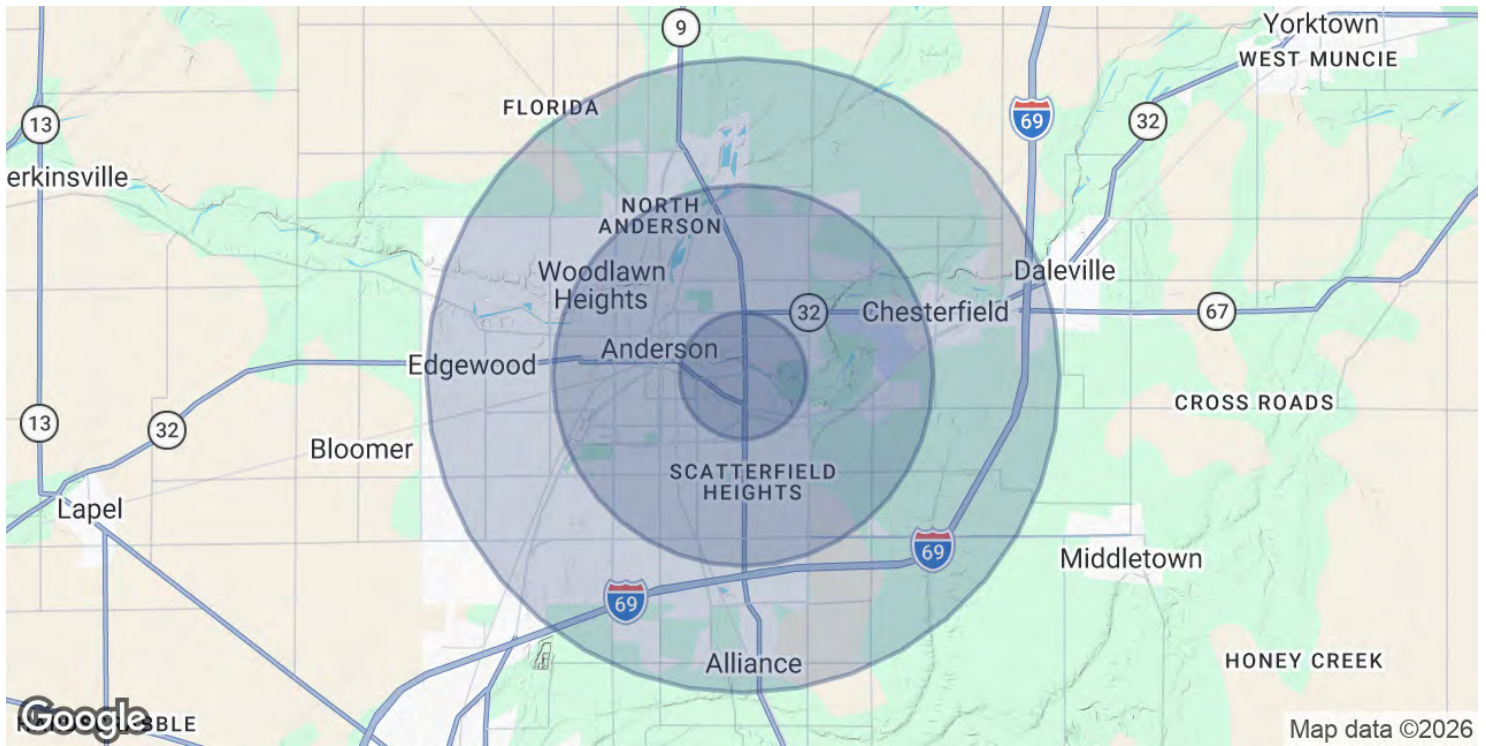 9
Yorktown
WEST MUNCIE
FLORIDA
69
32
13
erkinsville
NORTH
ANDERSON
Woodlawn
Heights
Daleville
32
Chesterfield
67
Anderson
Edgewood
CROSS ROADS
13
32
Bloomer
SCATTERFIELD
HEIGHTS
Lapel
69
Middletown
69
Alliance
HONEY CREEK
Google
BBLE
Map data ©2026